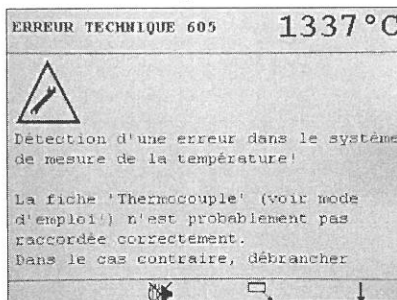 ERREUR TECHNIQUE 605
1337°C
Détection d'une erreur dans le système
de mesure de la température!
La fiche 'Thermocouple' (voir mode
d'emploi!) n'est probablement pas
raccordée correctement.
Dans le cas contraire, débrancher